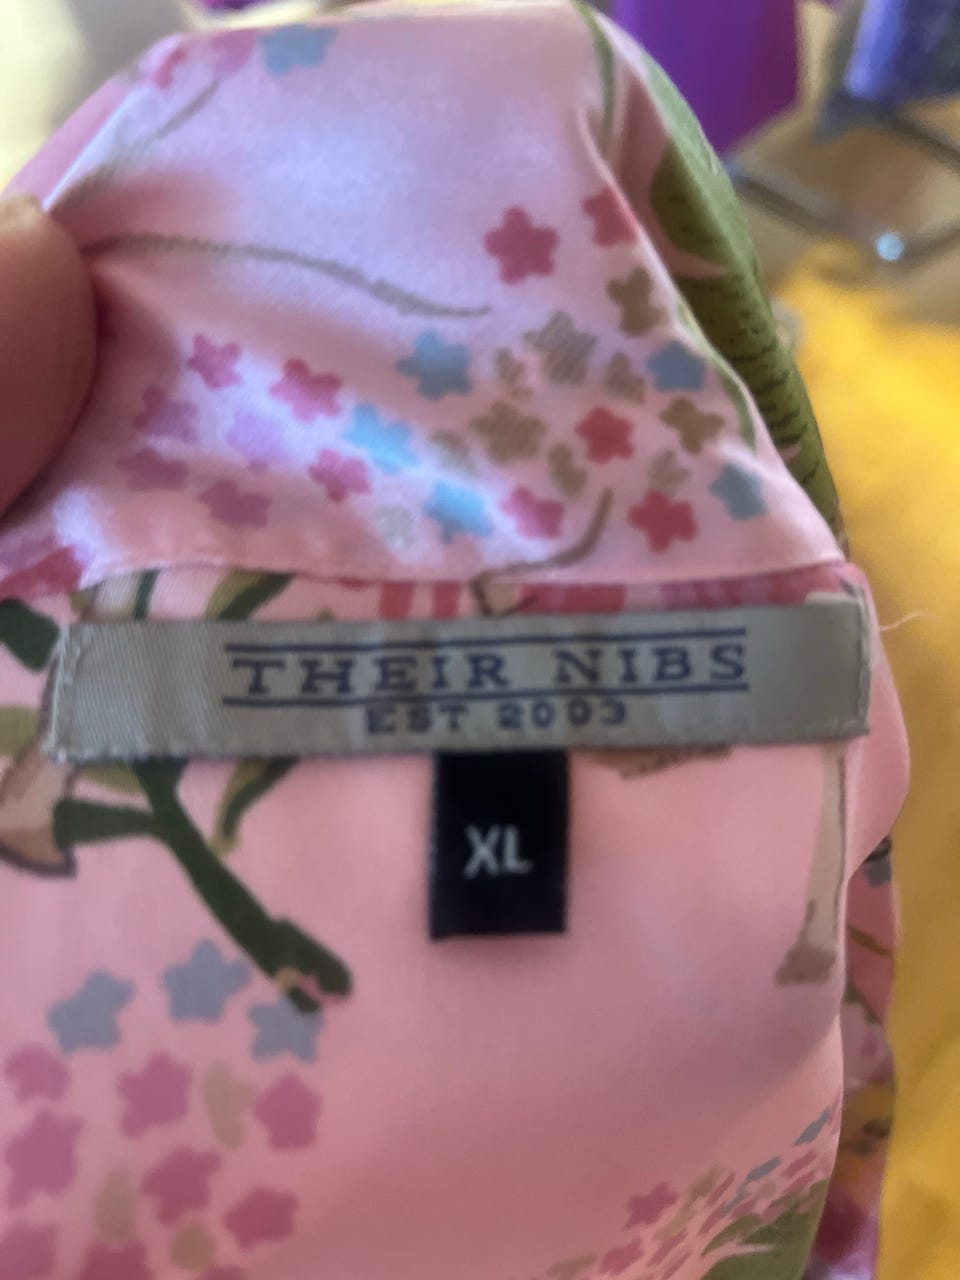 THEIR NIBS
EST 2003
XL